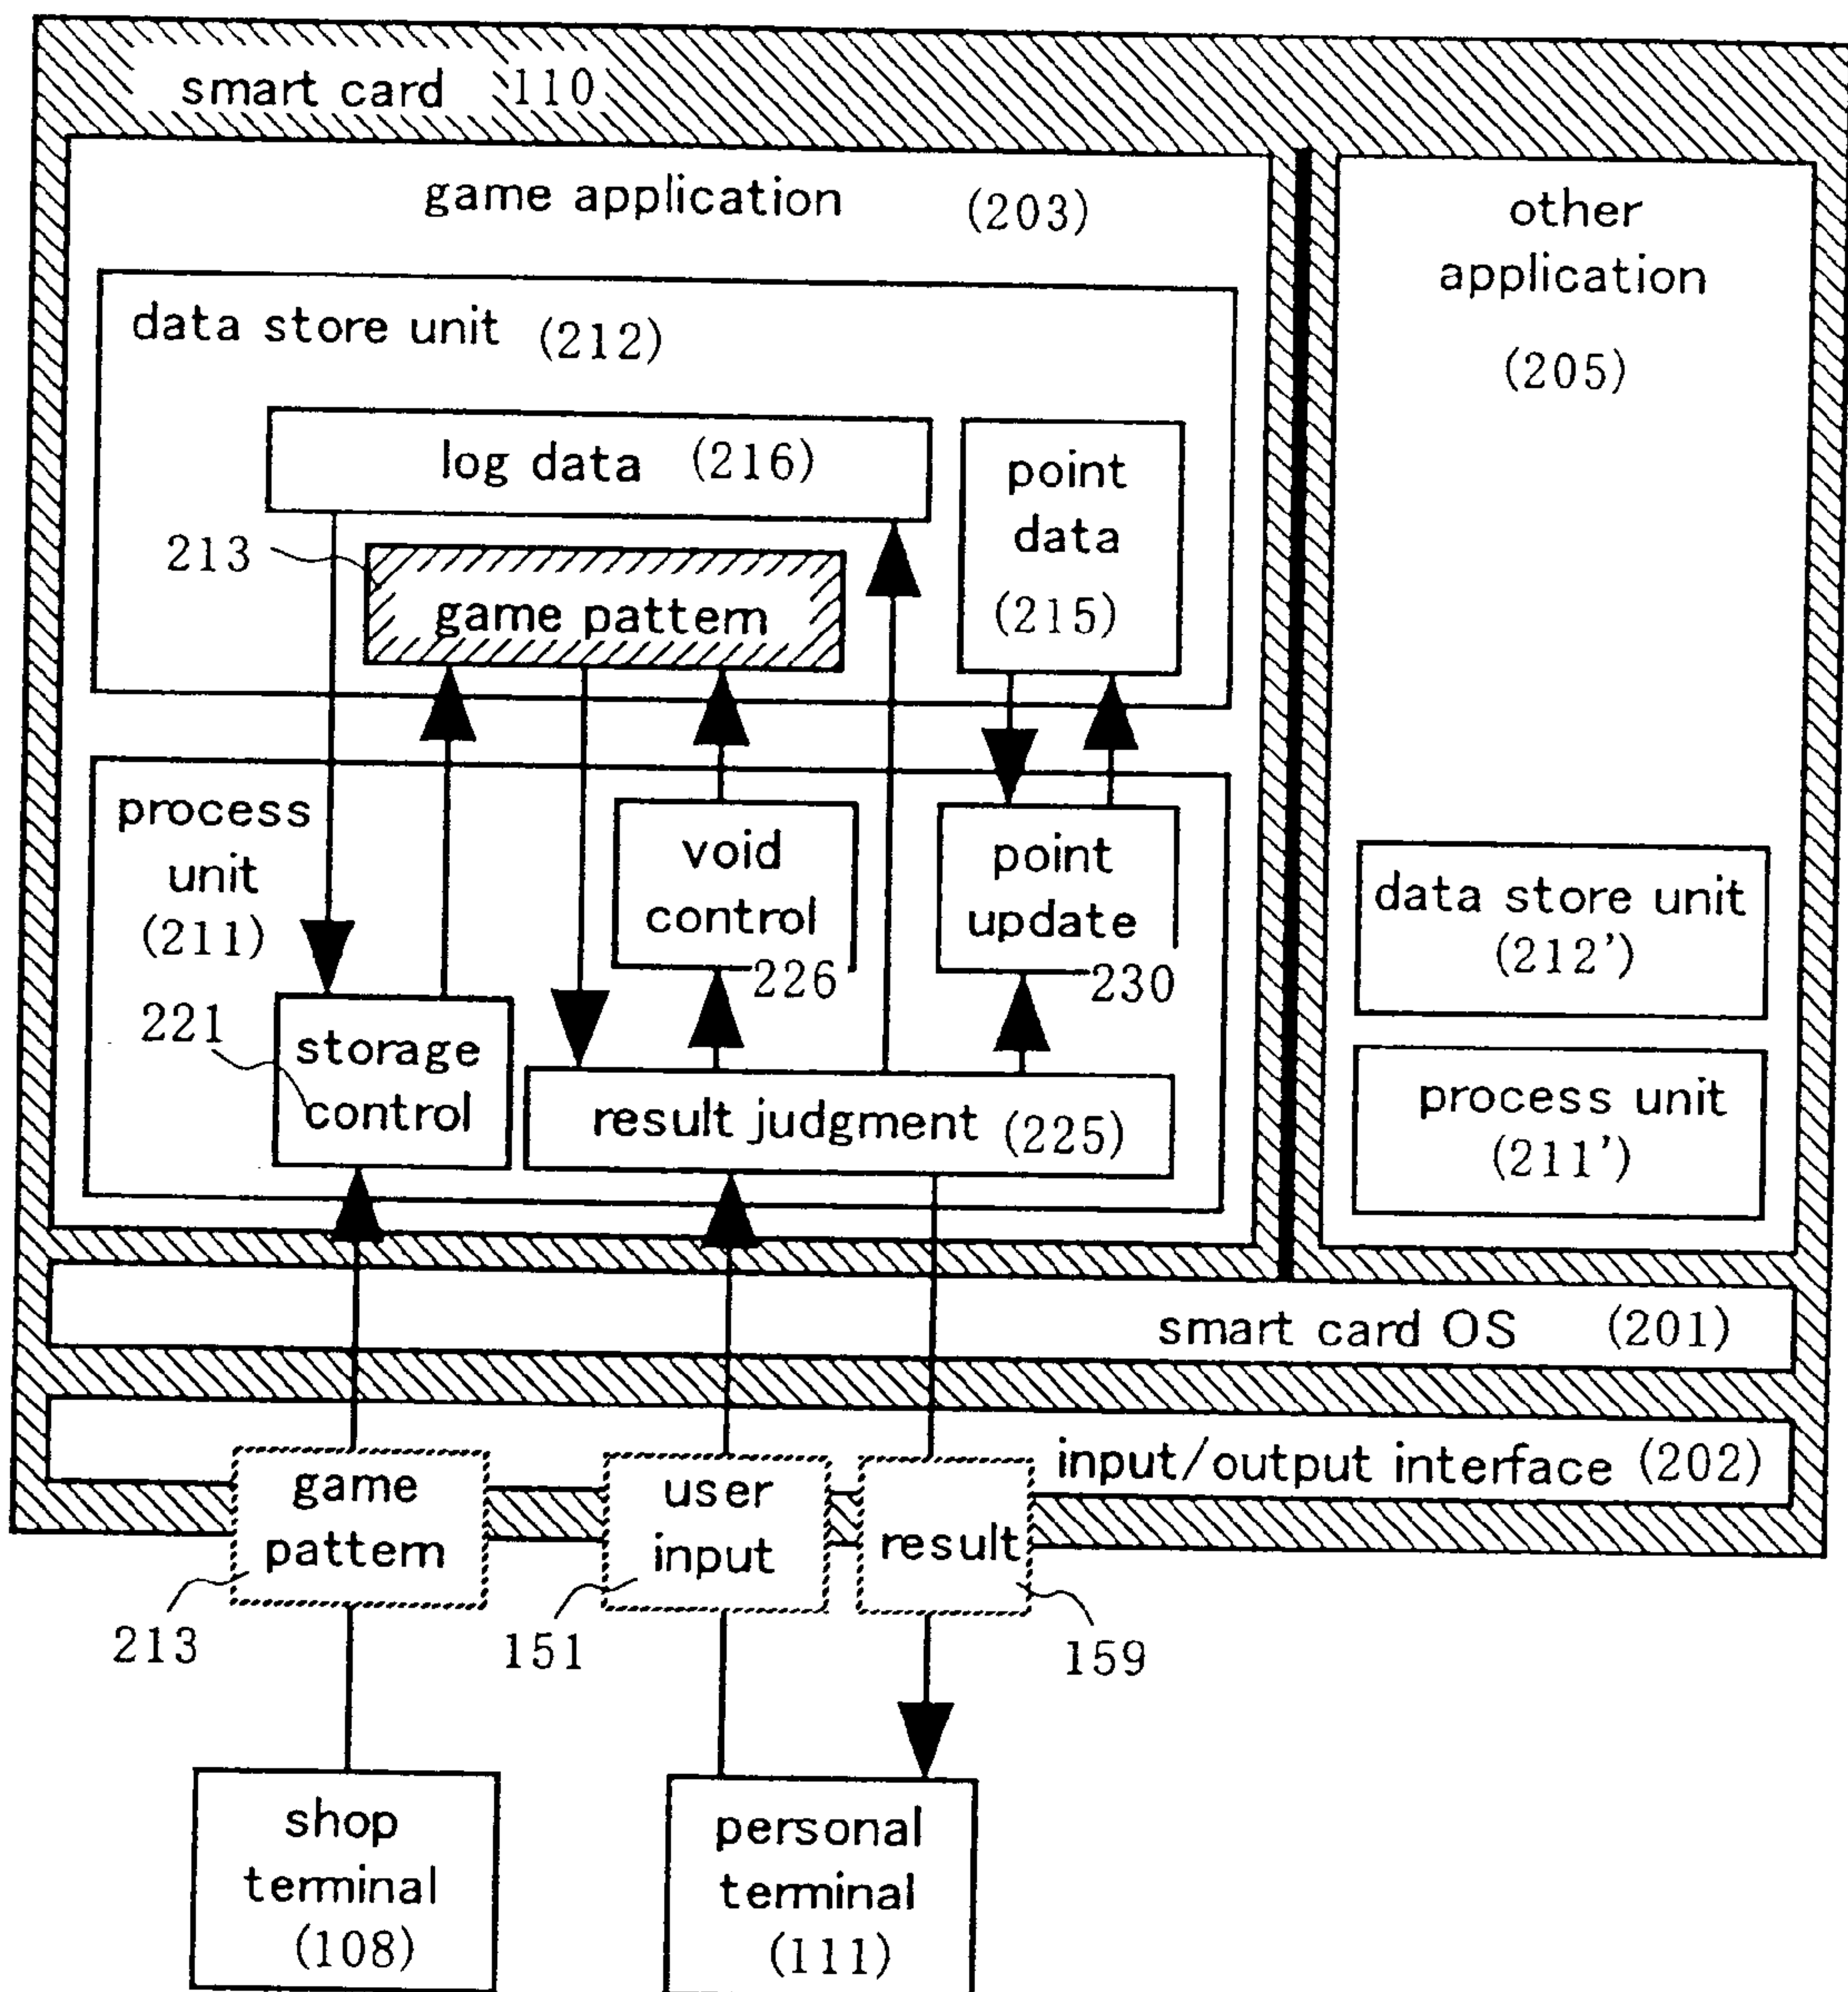 smart card 110
game application (203)
other
application
(205)
data store unit (212)
log data (216)
point
data
(215)
213
game pattern
process
unit
(211)
void
control
226
point
update
230
221
storage
control
result judgment (225)
data store unit
(212')
process unit
(211')
smart card OS (201)
input/output interface (202)
game
pattern
213
user
input
151
result
159
shop
terminal
(108)
personal
terminal
(111)